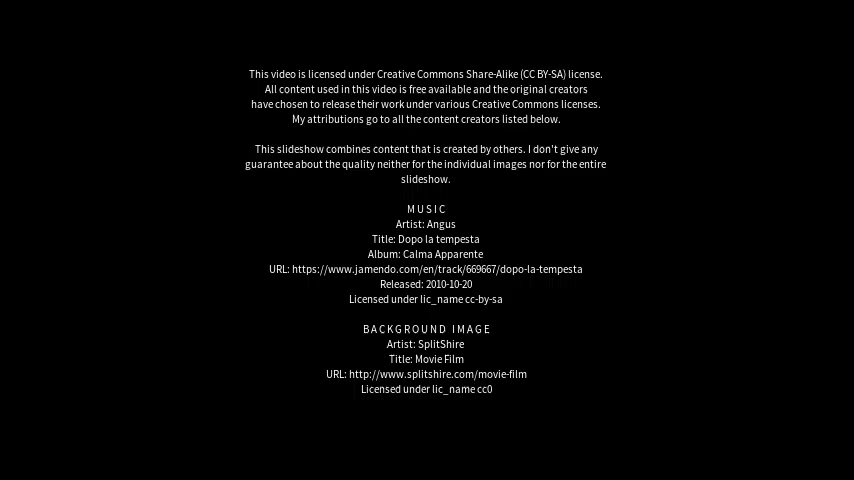 This video is licensed under Creative Commons Share-Alike (CC BY-SA) license.
All content used in this video is free available and the original creators
have chosen to release their work under various Creative Commons licenses.
My attributions go to all the content creators listed below.
This slideshow combines content that is created by others. I don't give any
guarantee about the quality neither for the individual images nor for the entire
slideshow.
MUSIC
Artist: Angus
Title: Dopo la tempesta
Album: Calma Apparente
URL: https://www.jamendo.com/en/track/669667/dopo-la-tempesta
Released: 2010-10-20
Licensed under lic_name cc-by-sa
BACKGROUND IMAGE
Artist: SplitShire
Title: Movie Film
URL: http://www.splitshire.com/movie-film
Licensed under lic_name cc0